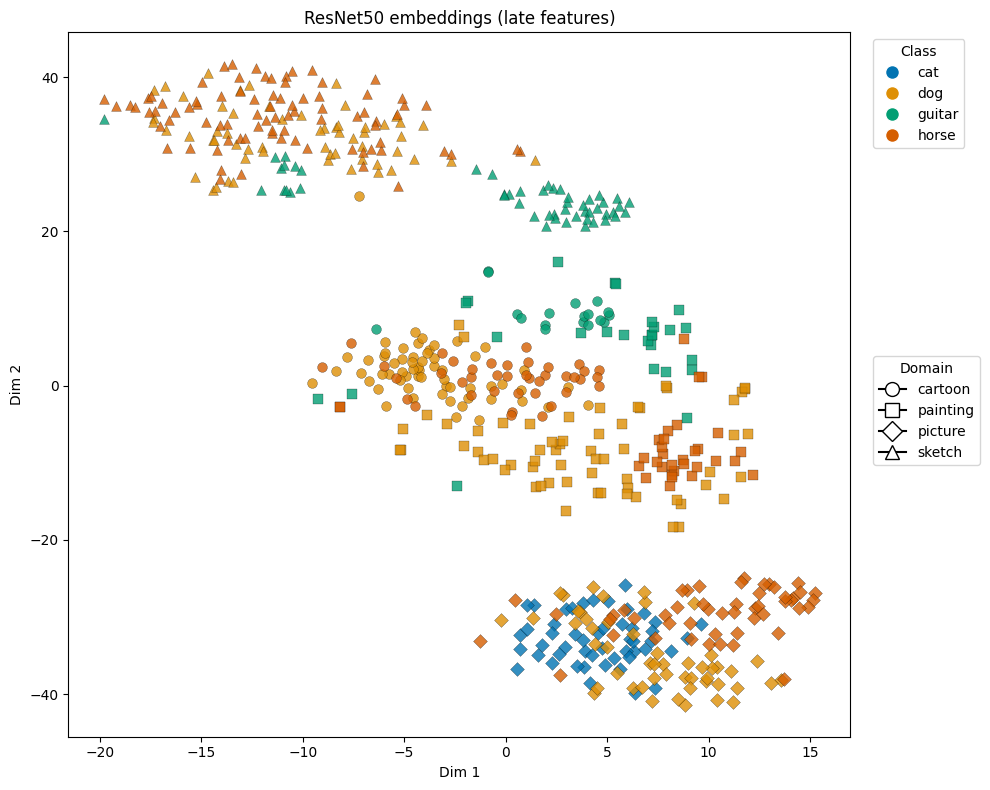 ResNet50 embeddings (late features)
Class
cat
dog
guitar
horse
Domain
cartoon
painting
picture
sketch
Dim 2
40
20
0
−20
−40
−20
−15
−10
−5
0
5
10
15
Dim 1